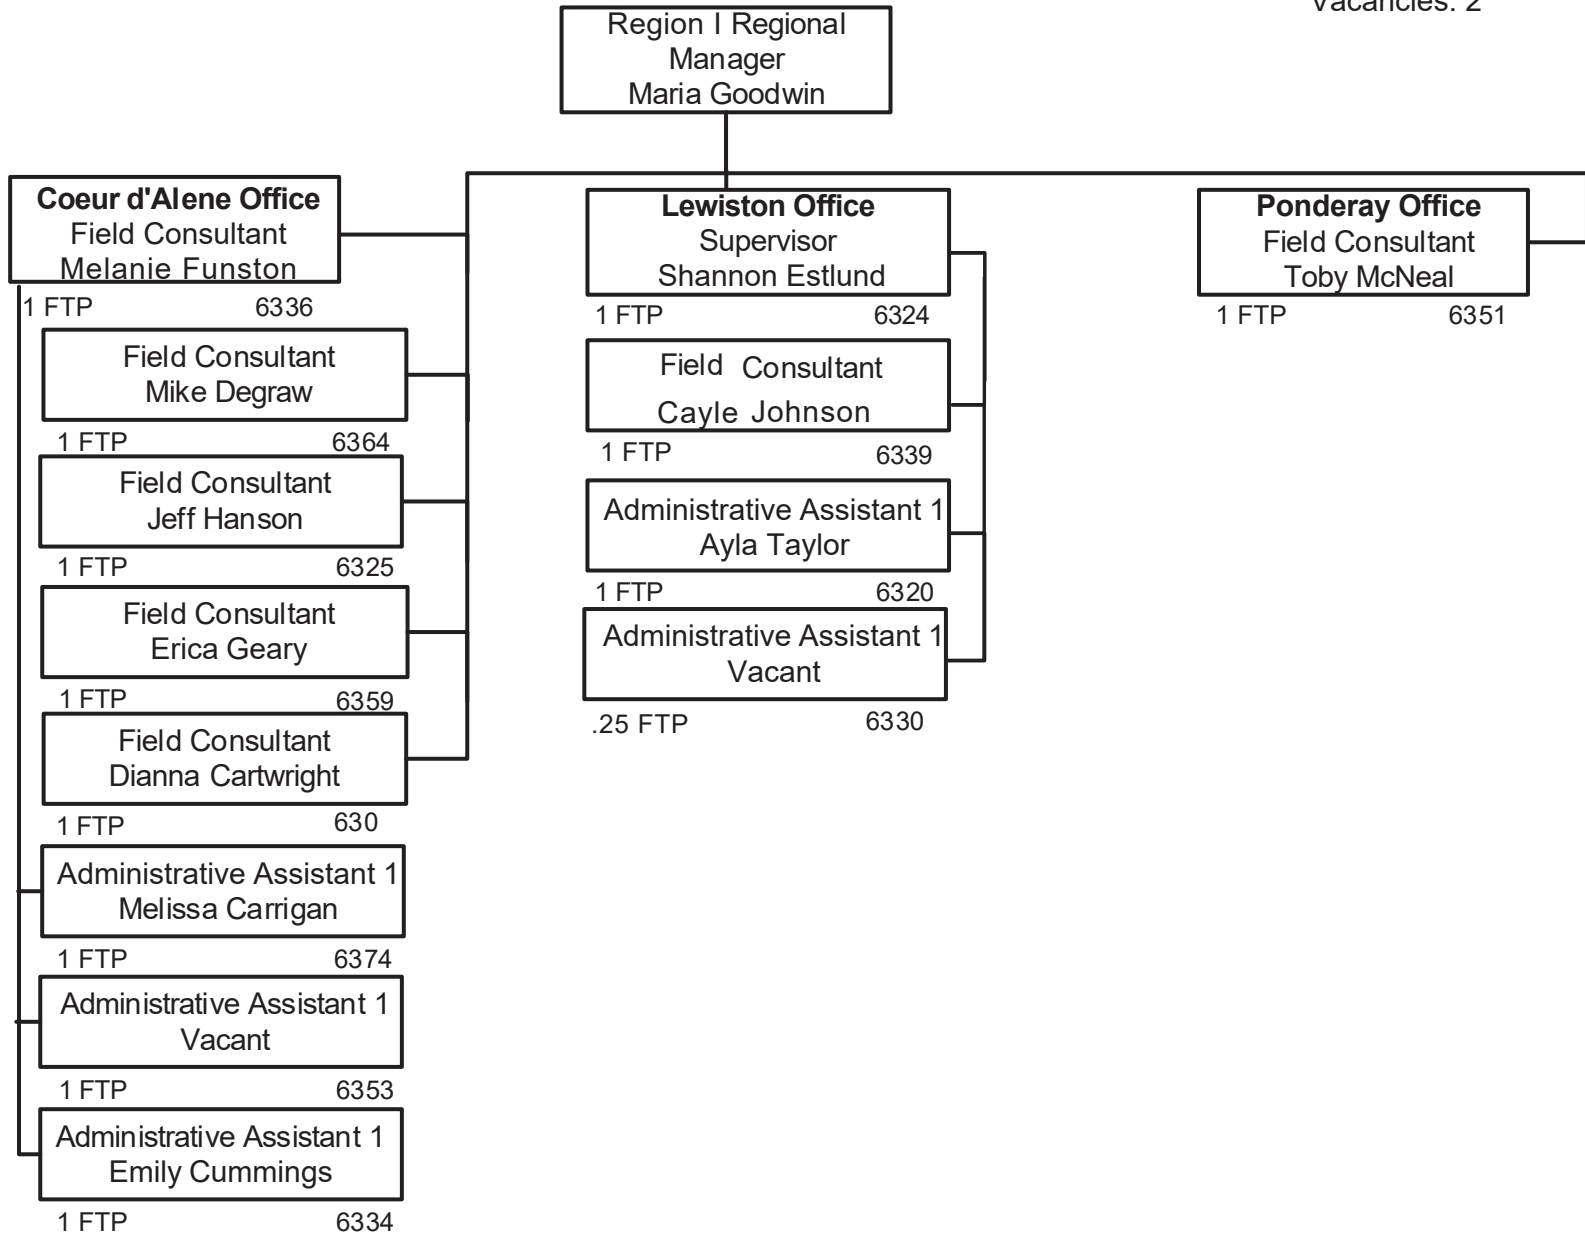 Vacancies: 2
Region I Regional
Manager
Maria Goodwin
Coeur d'Alene Office
Field Consultant
Melanie Funston
1 FTP 6336
Field Consultant
Mike Degraw
1 FTP 6364
Field Consultant
Jeff Hanson
1 FTP 6325
Field Consultant
Erica Geary
1 FTP 6359
Field Consultant
Dianna Cartwright
1 FTP 630
Administrative Assistant 1
Melissa Carrigan
1 FTP 6374
Administrative Assistant 1
Vacant
1 FTP 6353
Administrative Assistant 1
Emily Cummings
1 FTP 6334
Lewiston Office
Supervisor
Shannon Estlund
1 FTP 6324
Field Consultant
Cayle Johnson
1 FTP 6339
Administrative Assistant 1
Ayla Taylor
1 FTP 6320
Administrative Assistant 1
Vacant
.25 FTP 6330
Ponderay Office
Field Consultant
Toby McNeal
1 FTP 6351